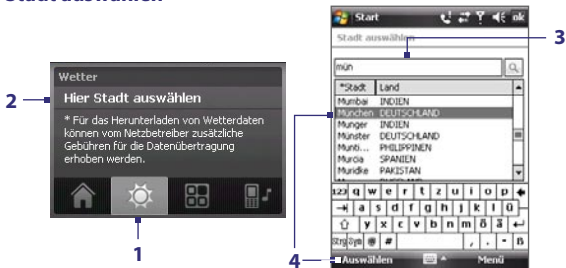 Stadt auswählen
Wetter
Hier Stadt auswählen
* Für das Herunterladen von Wetterdaten
können vom Netzbetreiber zusätzliche
Gebühren für die Datenübertragung
erhoben werden.
1
2
Start
ok
Stadt auswählen
mün
*Stadt Land
Mumbai INDIEN
München DEUTSCHLAND
Munger INDIEN
Münster DEUTSCHLAND
Munti... PHILIPPINEN
Murcia SPANIEN
Muridke PAKISTAN
123 q w e r t z u i o p
a s d f g h j k l ü
y x c v b n m ö ä
Strg Sym @ # , . - ß
Auswählen Menü
3
4